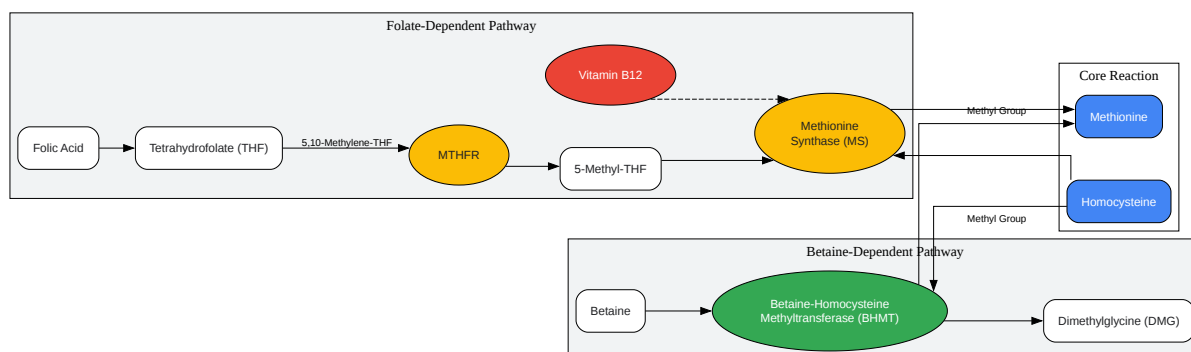 Folate-Dependent Pathway
Vitamin B12
Core Reaction
Methyl Group
Methionine
Methionine
Synthase (MS)
Folic Acid
Tetrahydrofolate (THF)
5,10-Methylene-THF
MTHFR
5-Methyl-THF
Homocysteine
Methyl Group
Betaine-Dependent Pathway
Betaine
Betaine-Homocysteine
Methyltransferase (BHMT)
Dimethylglycine (DMG)